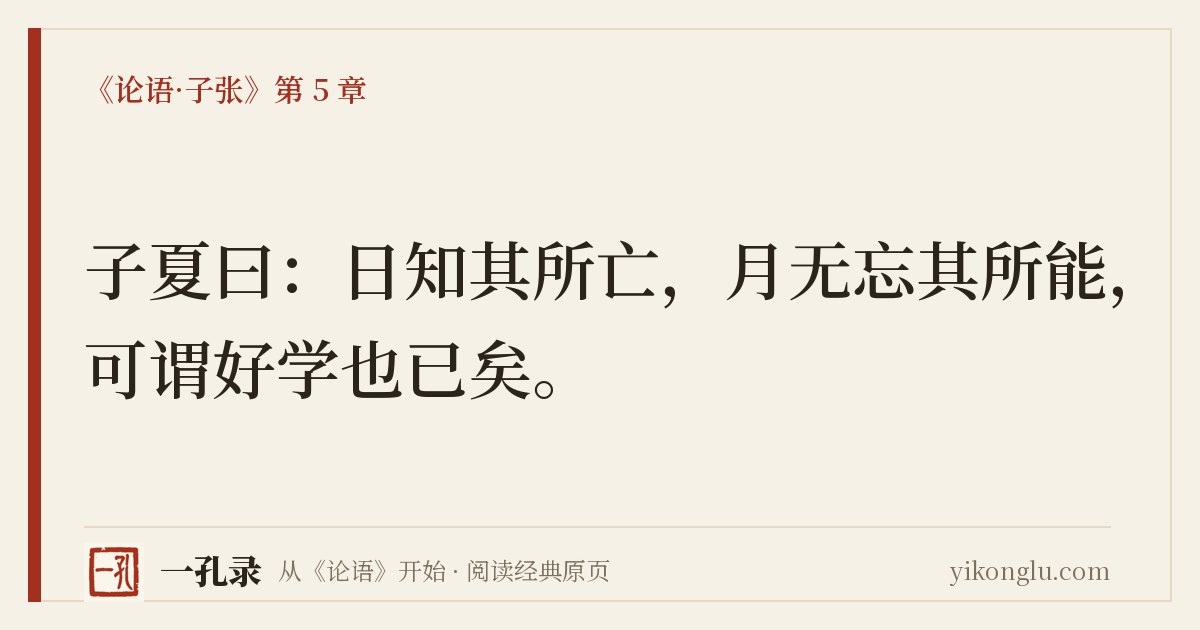 《论语·子张》第 5 章
子夏曰：日知其所亡，月无忘其所能，
可谓好学也已矣。
一孔 一孔录 从《论语》开始 · 阅读经典原页 yikonglu.com